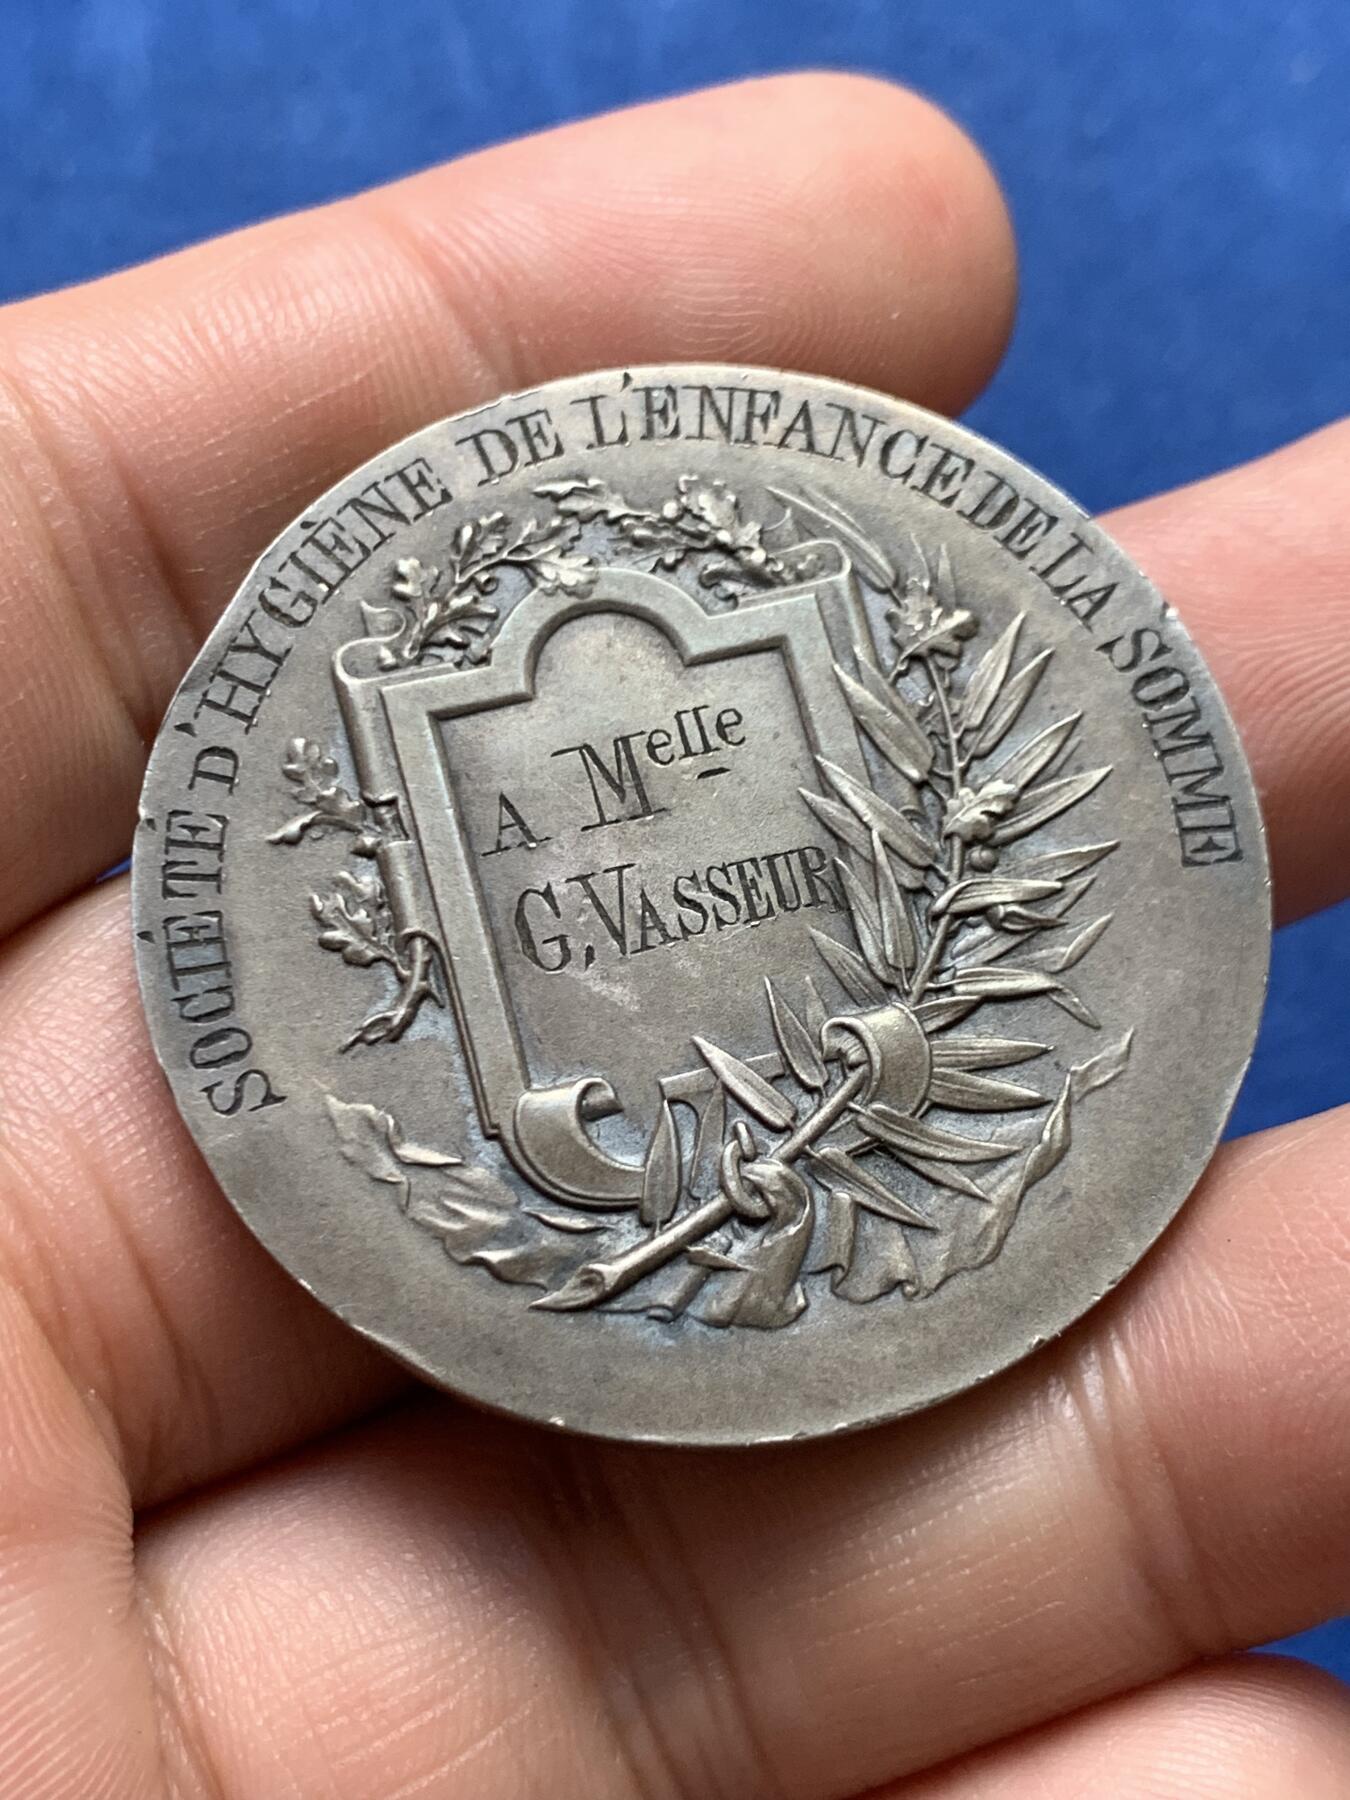 SOCIÉTÉ D'HYGIÈNE DE L'ENFANCE DE LA SOMME
A Melle
G. VASSEUR